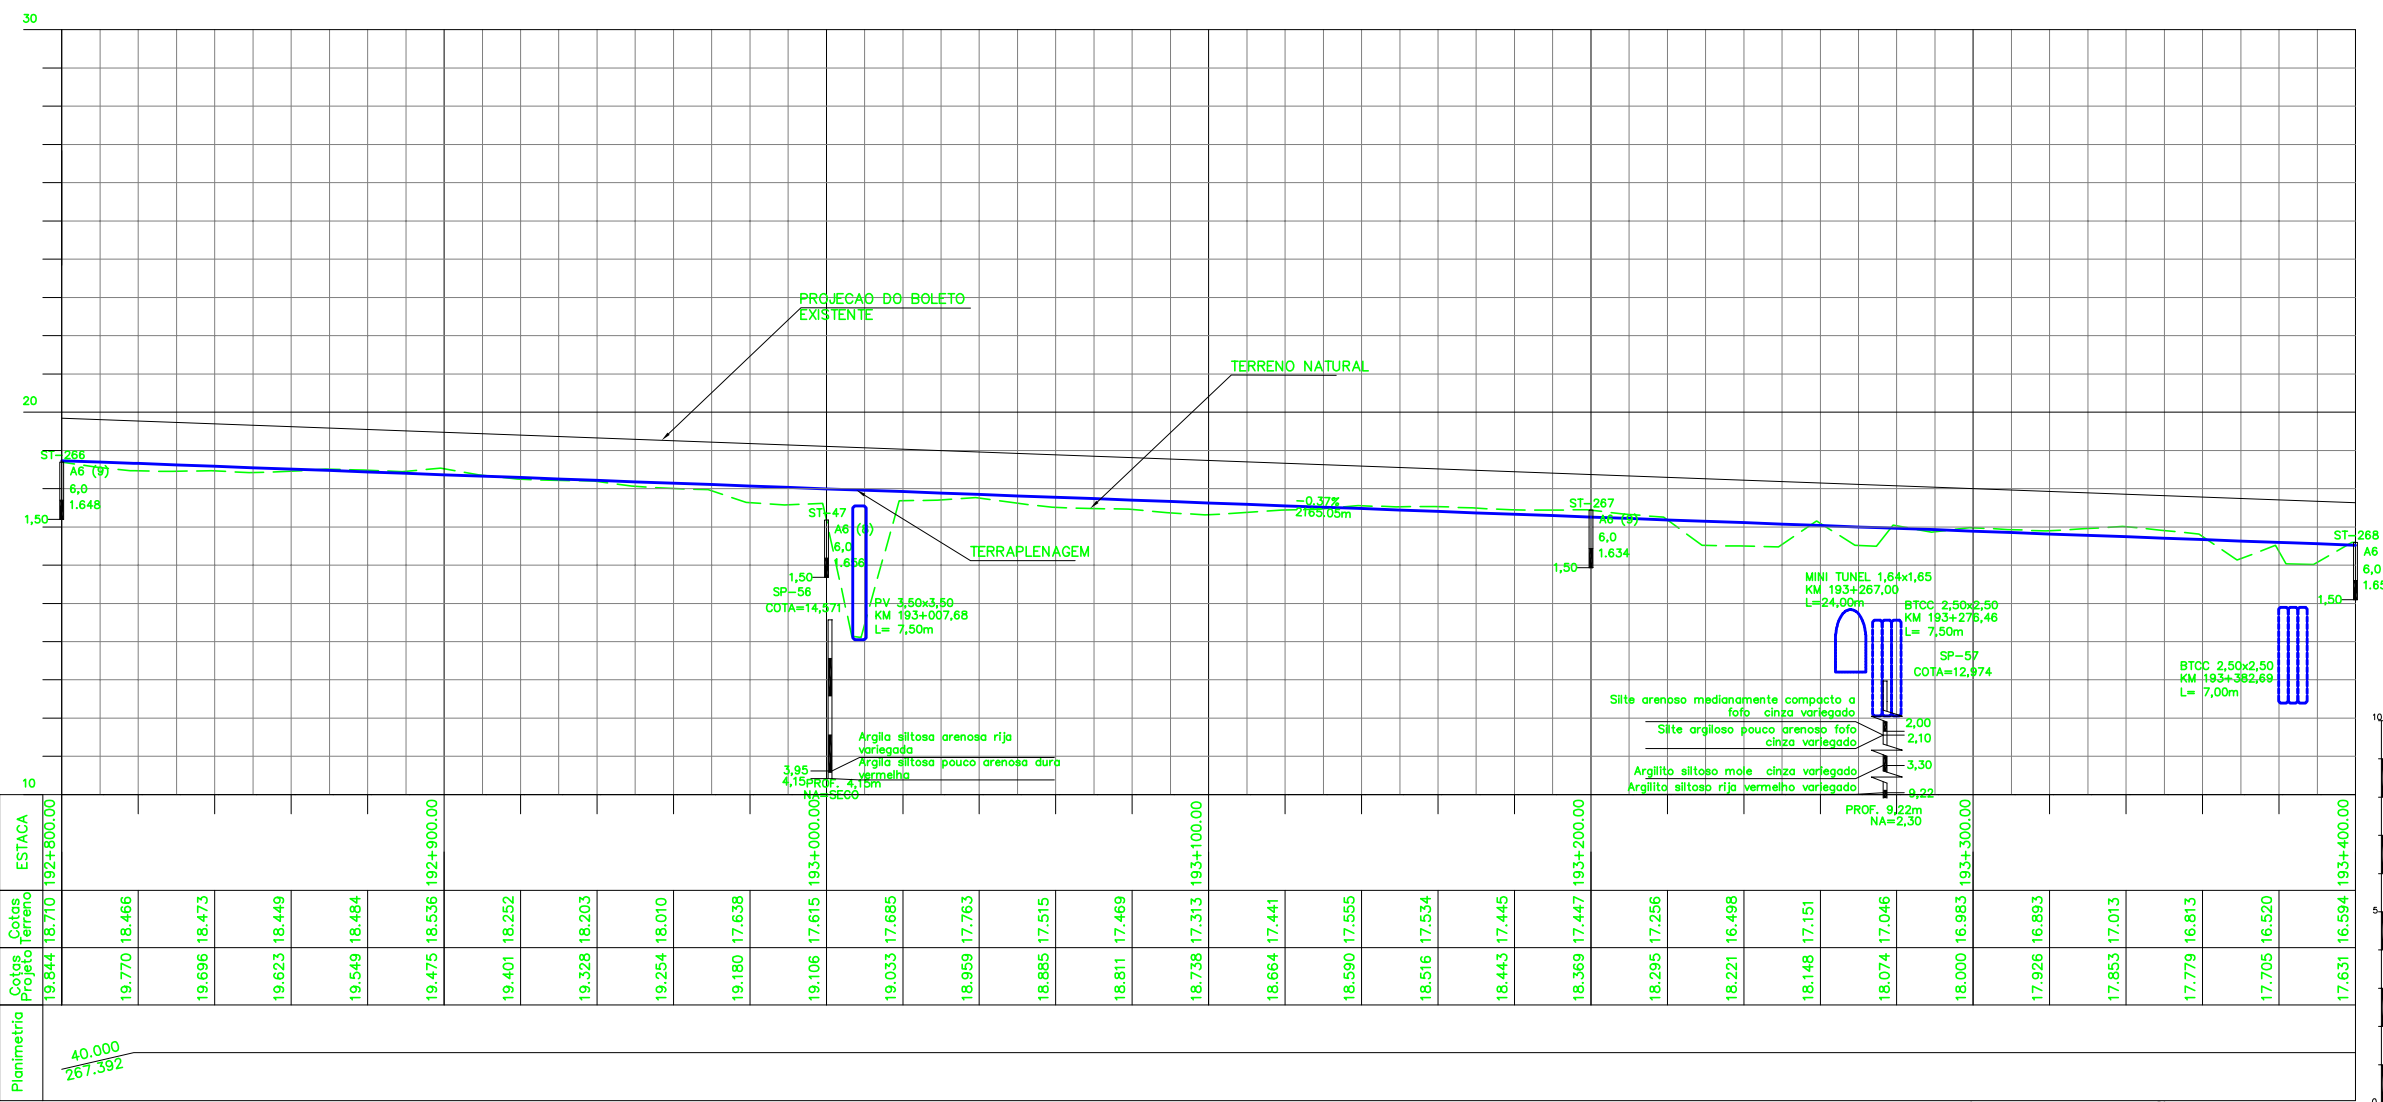 30
20
10
PROJECAO DO BOLETO
EXISTENTE
TERRENO NATURAL
TERRAPLENAGEM
-0.37%
2165.05m
ST-266
A6 (9)
6,0
1.648
1,50
ST-47
6,0
1,50
SP-56
COTA=14,571
PV 3,50x3,50
KM 193+007,68
L= 7,50m
Argila siltosa arenosa rija
variegada
Argila siltosa pouco arenosa dura
vermelha
3,95
4,15
PROF. 4,15m
NA=SECO
ST-267
A6 (9)
6,0
1.634
1,50
MINI TUNEL 1,64x1,65
KM 193+267,00
L=24,00m
BTCC 2,50x2,50
KM 193+276,46
L= 7,50m
SP-57
COTA=12,974
Silte arenoso medianamente compacto a
fofo cinza variegado
Silte argiloso pouco arenoso fofo
cinza variegado
Argilito siltoso mole cinza variegado
Argilito siltoso rija vermelho variegado
2,00
2,10
3,30
9,22
PROF. 9,22m
NA=2,30
BTCC 2,50x2,50
KM 193+382,69
L= 7,00m
ST-268
A6
6,0
1,50
10
5
ESTACA
192+800.00 192+900.00 193+000.00 193+100.00 193+200.00 193+300.00 193+400.00
Cotas
Terreno
18.710 18.466 18.473 18.449 18.484 18.536 18.252 18.203 18.010 17.638 17.615 17.685 17.763 17.515 17.469 17.313 17.441 17.555 17.534 17.445 17.447 17.256 16.498 17.151 17.046 16.983 16.893 17.013 16.813 16.520 16.594
Cotas
Projeto
19.844 19.770 19.696 19.623 19.549 19.475 19.401 19.328 19.254 19.180 19.106 19.033 18.959 18.885 18.811 18.738 18.664 18.590 18.516 18.443 18.369 18.295 18.221 18.148 18.074 18.000 17.926 17.853 17.779 17.705 17.631
Planimetria
40.000
267.392